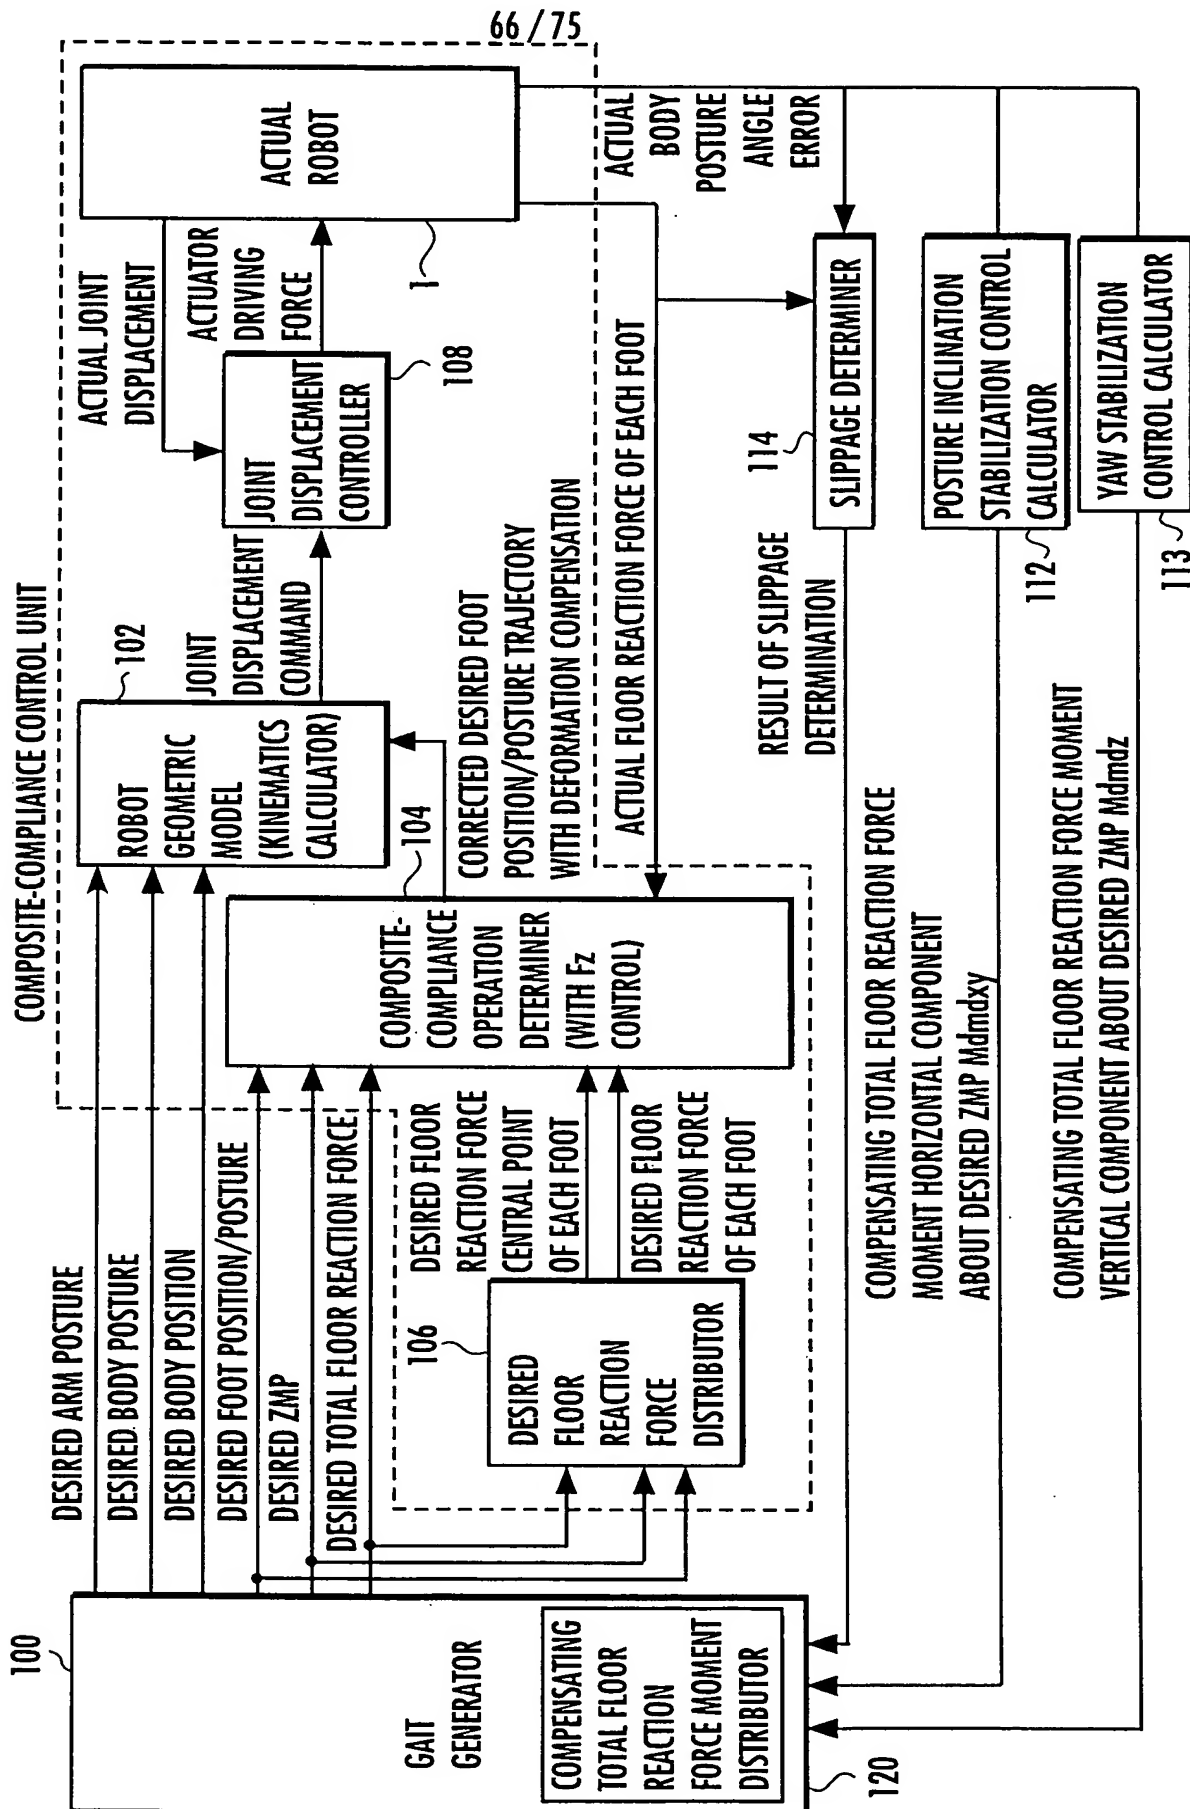 66 / 75
COMPOSITE-COMPLIANCE CONTROL UNIT
100
GAIT
GENERATOR
COMPENSATING
TOTAL FLOOR
REACTION
FORCE MOMENT
DISTRIBUTOR
120
DESIRED ARM POSTURE
DESIRED BODY POSTURE
DESIRED BODY POSITION
DESIRED FOOT POSITION/POSTURE
DESIRED ZMP
DESIRED TOTAL FLOOR REACTION FORCE
106
DESIRED
FLOOR
REACTION
FORCE
DISTRIBUTOR
DESIRED FLOOR
REACTION FORCE
CENTRAL POINT
OF EACH FOOT
DESIRED FLOOR
REACTION FORCE
OF EACH FOOT
102
ROBOT
GEOMETRIC
MODEL
(KINEMATICS
CALCULATOR)
104
COMPOSITE-
COMPLIANCE
OPERATION
DETERMINER
(WITH Fz
CONTROL)
JOINT
DISPLACEMENT
COMMAND
CORRECTED DESIRED FOOT
POSITION/POSTURE TRAJECTORY
WITH DEFORMATION COMPENSATION
JOINT
DISPLACEMENT
CONTROLLER
108
ACTUAL JOINT
DISPLACEMENT
ACTUATOR
DRIVING
FORCE
ACTUAL
ROBOT
1
ACTUAL FLOOR REACTION FORCE OF EACH FOOT
ACTUAL
BODY
POSTURE
ANGLE
ERROR
RESULT OF SLIPPAGE
DETERMINATION
114
SLIPPAGE DETERMINER
COMPENSATING TOTAL FLOOR REACTION FORCE
MOMENT HORIZONTAL COMPONENT
ABOUT DESIRED ZMP Mdmdxy
112
POSTURE INCLINATION
STABILIZATION CONTROL
CALCULATOR
COMPENSATING TOTAL FLOOR REACTION FORCE MOMENT
VERTICAL COMPONENT ABOUT DESIRED ZMP Mdmdz
113
YAW STABILIZATION
CONTROL CALCULATOR